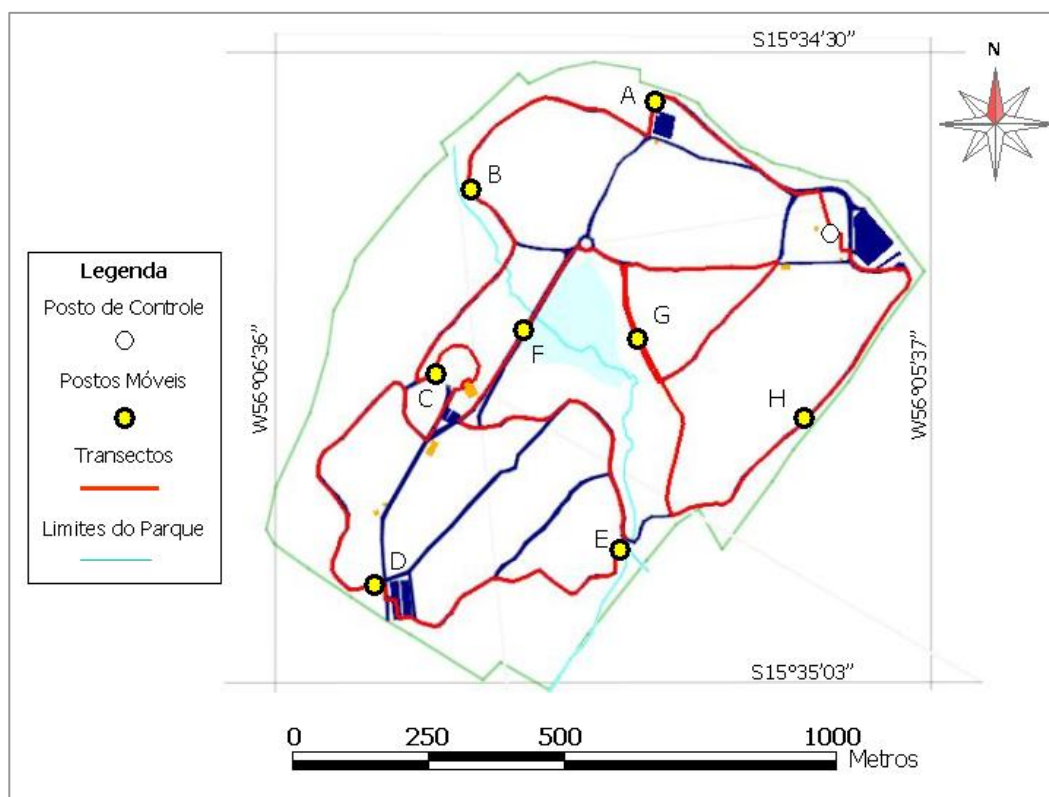 S15°34'30”
N
A
B
Legenda
Posto de Controle
Postos Móveis
Transectos
Limites do Parque
W56°06'36”
W56°05'37”
G
F
C
H
E
D
S15°35'03”
0 250 500 1000
Metros